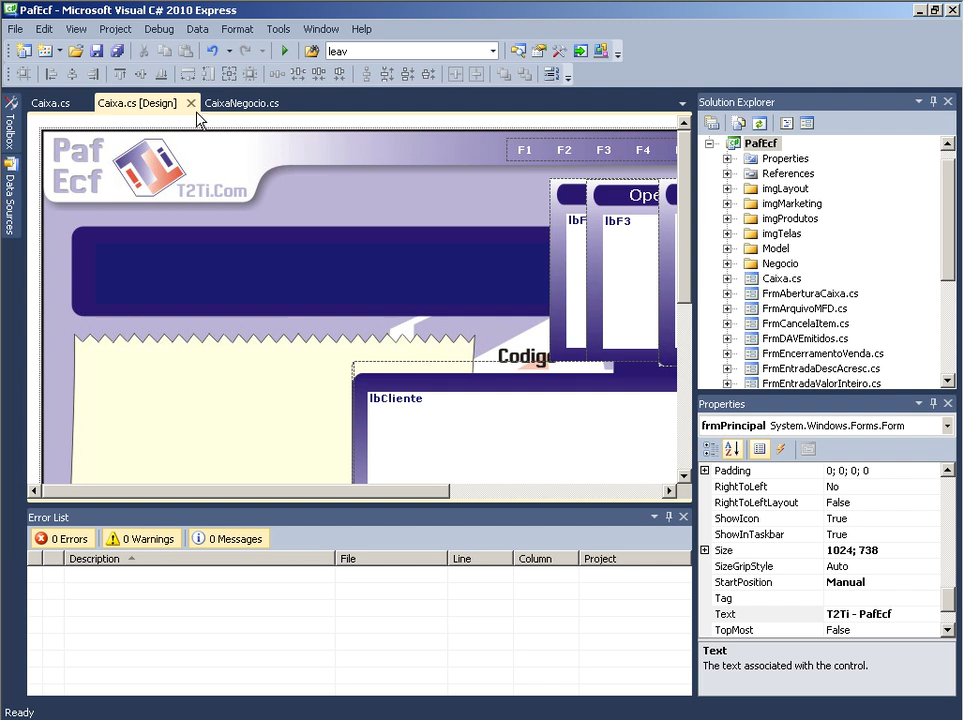 PafEcf - Microsoft Visual C# 2010 Express
File Edit View Project Debug Data Format Tools Window Help
leav
Caixa.cs Caixa.cs [Design] CaixaNegocio.cs
Toolbox
Data Sources
Paf
Ecf
T2Ti.Com
F1 F2 F3 F4
Ope
lbF lbF3
Codigo
lbCliente
Error List
0 Errors 0 Warnings 0 Messages
Description File Line Column Project
Solution Explorer
PafEcf
Properties
References
imgLayout
imgMarketing
imgProdutos
imgTelas
Model
Negocio
Caixa.cs
FrmAberturaCaixa.cs
FrmArquivoMFD.cs
FrmCancelaItem.cs
FrmDAVEmitidos.cs
FrmEncerramentoVenda.cs
FrmEntradaDescAcresc.cs
FrmEntradaValorInteiro.cs
Properties
frmPrincipal System.Windows.Forms.Form
Padding 0; 0; 0; 0
RightToLeft No
RightToLeftLayout False
ShowIcon True
ShowInTaskbar True
Size 1024; 738
SizeGripStyle Auto
StartPosition Manual
Tag
Text T2Ti - PafEcf
TopMost False
Text
The text associated with the control.
Ready